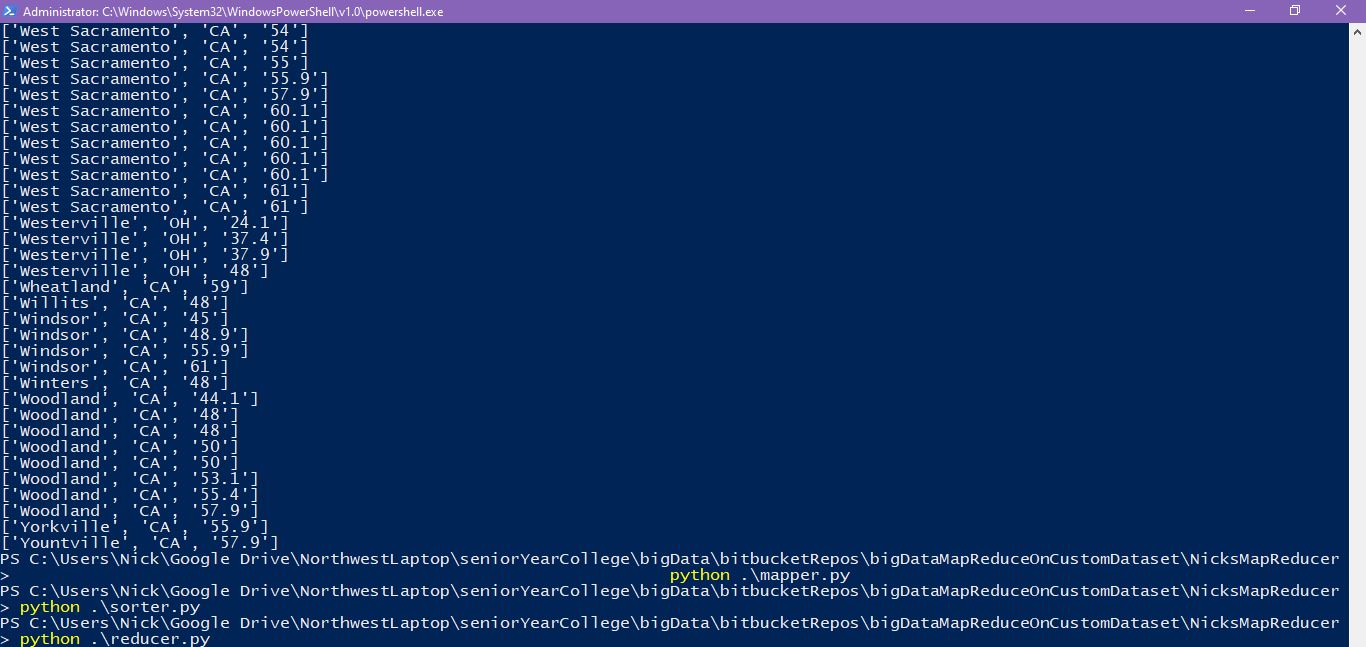 Administrator: C:\Windows\System32\WindowsPowerShell\v1.0\powershell.exe
['West Sacramento', 'CA', '54']
['West Sacramento', 'CA', '54']
['West Sacramento', 'CA', '55']
['West Sacramento', 'CA', '55.9']
['West Sacramento', 'CA', '57.9']
['West Sacramento', 'CA', '60.1']
['West Sacramento', 'CA', '60.1']
['West Sacramento', 'CA', '60.1']
['West Sacramento', 'CA', '60.1']
['West Sacramento', 'CA', '60.1']
['West Sacramento', 'CA', '61']
['West Sacramento', 'CA', '61']
['Westerville', 'OH', '24.1']
['Westerville', 'OH', '37.4']
['Westerville', 'OH', '37.9']
['Westerville', 'OH', '48']
['Wheatland', 'CA', '59']
['Willits', 'CA', '48']
['Windsor', 'CA', '45']
['Windsor', 'CA', '48.9']
['Windsor', 'CA', '55.9']
['Windsor', 'CA', '61']
['Winters', 'CA', '48']
['Woodland', 'CA', '44.1']
['Woodland', 'CA', '48']
['Woodland', 'CA', '48']
['Woodland', 'CA', '50']
['Woodland', 'CA', '50']
['Woodland', 'CA', '53.1']
['Woodland', 'CA', '55.4']
['Woodland', 'CA', '57.9']
['Yorkville', 'CA', '55.9']
['Yountville', 'CA', '57.9']
PS C:\Users\Nick\Google Drive\NorthwestLaptop\seniorYearCollege\bigData\bitbucketRepos\bigDataMapReduceOnCustomDataset\NicksMapReducer
> python .\mapper.py
PS C:\Users\Nick\Google Drive\NorthwestLaptop\seniorYearCollege\bigData\bitbucketRepos\bigDataMapReduceOnCustomDataset\NicksMapReducer
> python .\sorter.py
PS C:\Users\Nick\Google Drive\NorthwestLaptop\seniorYearCollege\bigData\bitbucketRepos\bigDataMapReduceOnCustomDataset\NicksMapReducer
> python .\reducer.py